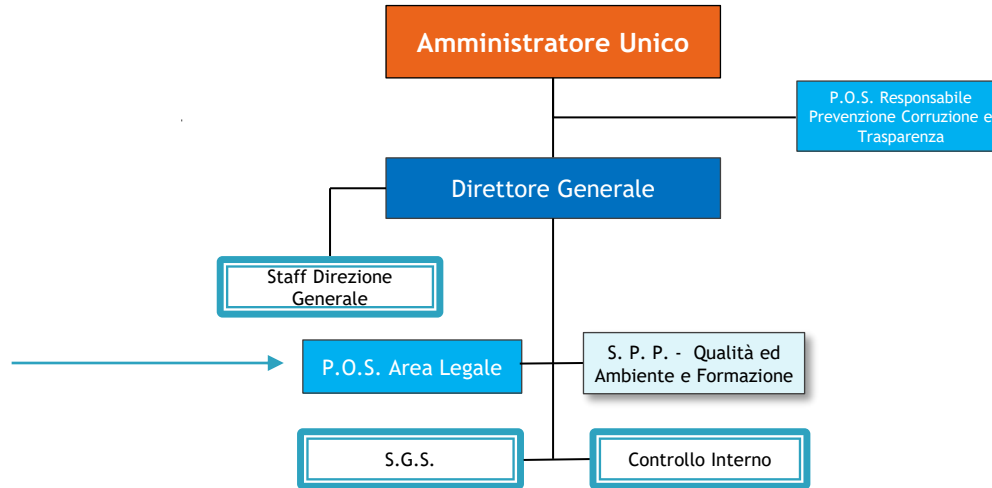 Amministratore Unico
P.O.S. Responsabile
Prevenzione Corruzione e
Trasparenza
Direttore Generale
Staff Direzione
Generale
P.O.S. Area Legale
S. P. P. - Qualità ed
Ambiente e Formazione
S.G.S.
Controllo Interno